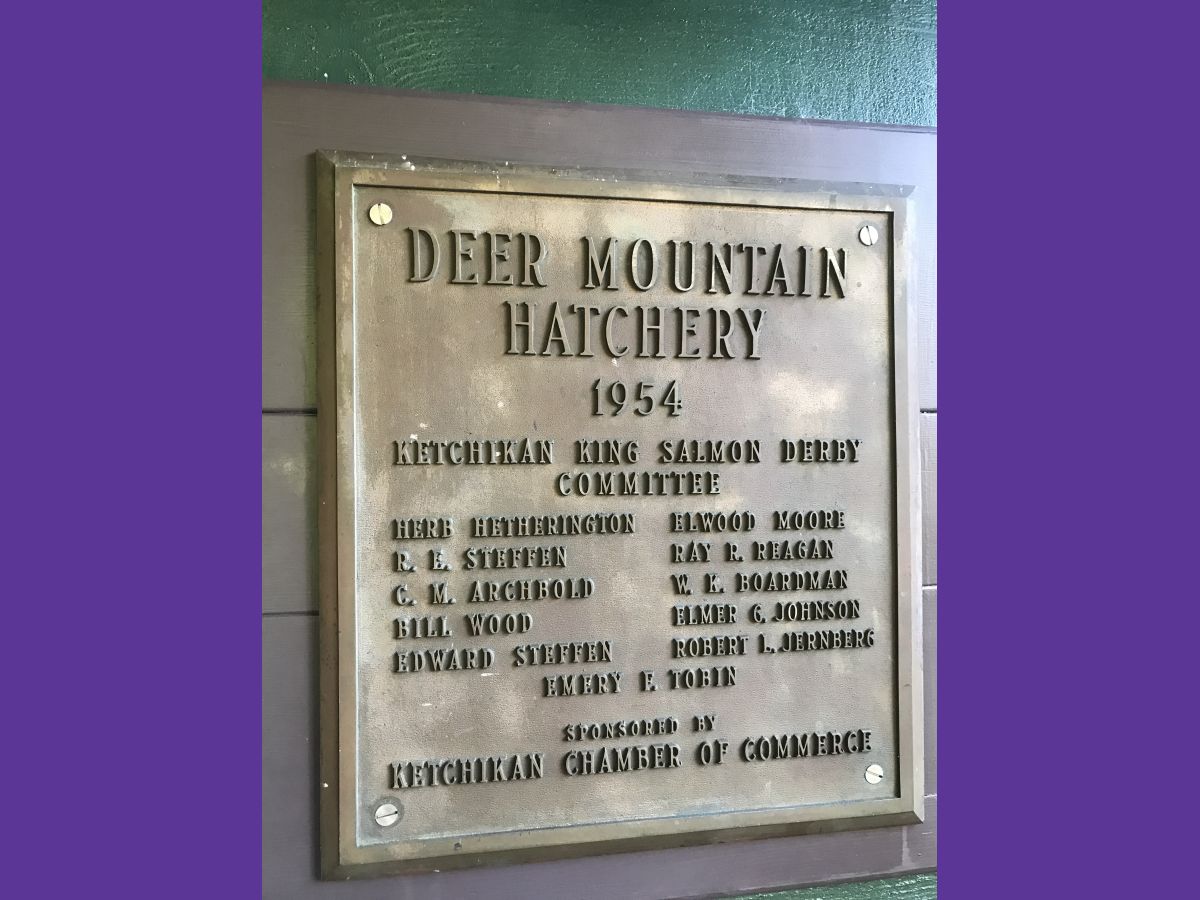 DEER MOUNTAIN
HATCHERY
1954
KETCHIKAN KING SALMON DERBY
COMMITTEE
HERB HETHERINGTON ELWOOD MOORE
R. E. STEFFEN RAY R. REAGAN
C. M. ARCHBOLD W. K. BOARDMAN
BILL WOOD ELMER G. JOHNSON
EDWARD STEFFEN ROBERT L. JERNBERG
EMERY F. TOBIN
SPONSORED BY
KETCHIKAN CHAMBER OF COMMERCE